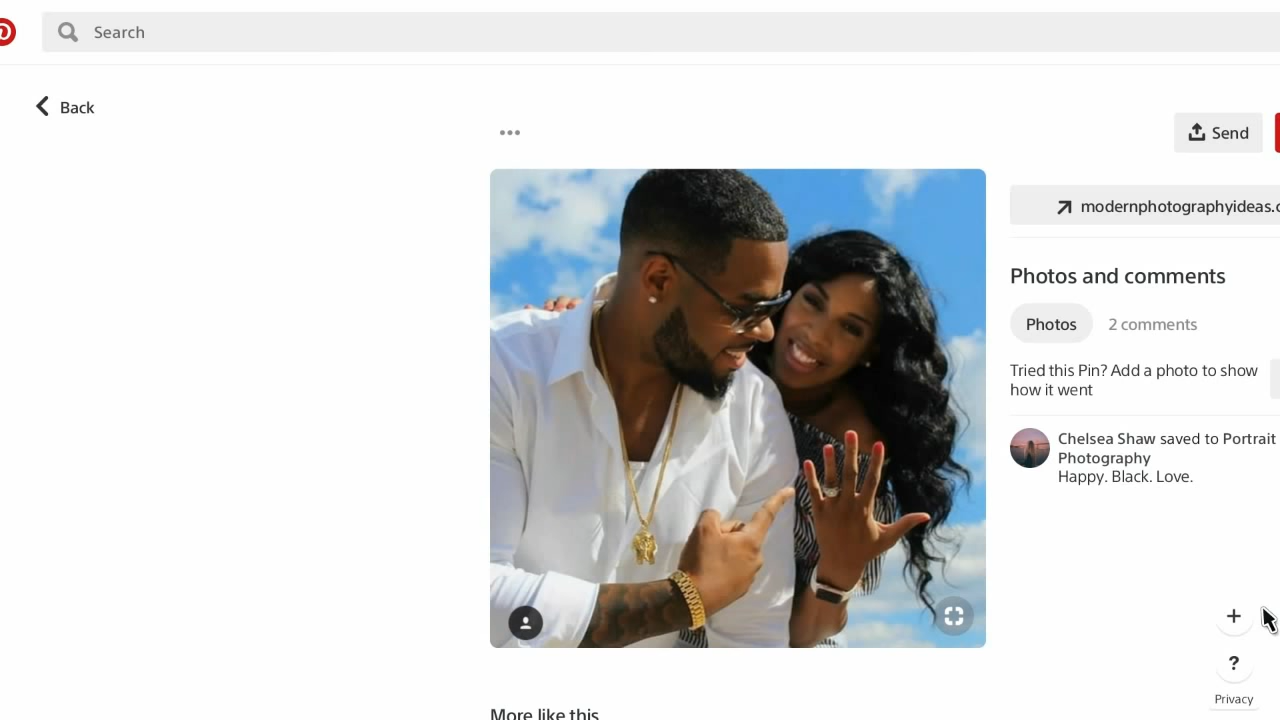 Search
Back
Send
modernphotographyideas.c
Photos and comments
Photos
2 comments
Tried this Pin? Add a photo to show
how it went
Chelsea Shaw saved to Portrait
Photography
Happy. Black. Love.
+
?
Privacy
More like this